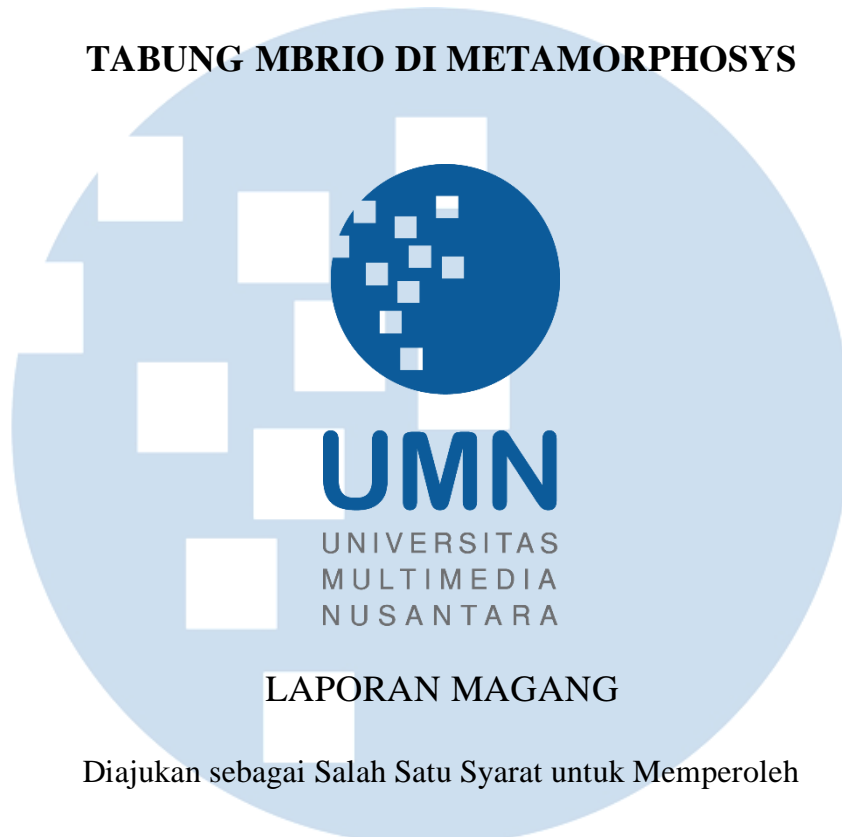 TABUNG MBRIO DI METAMORPHOSYS
UMN
UNIVERSITAS
MULTIMEDIA
NUSANTARA
LAPORAN MAGANG
Diajukan sebagai Salah Satu Syarat untuk Memperoleh